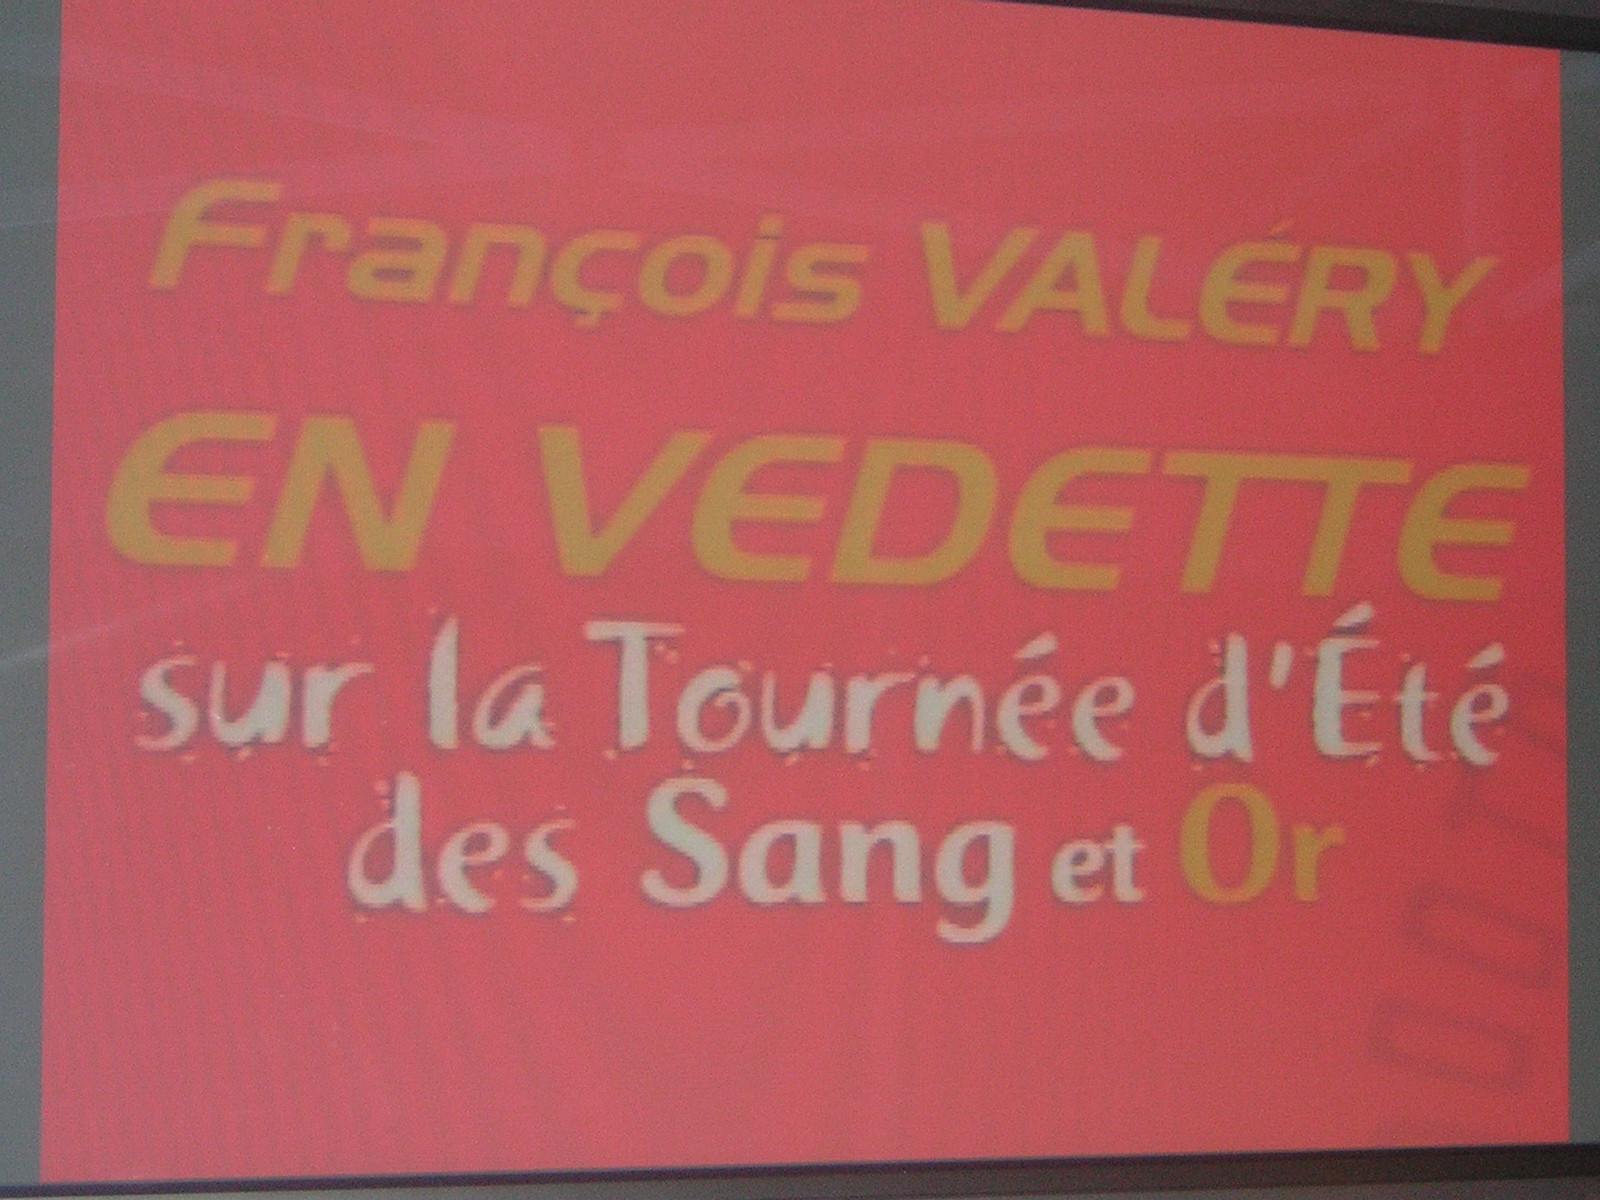 François VALÉRY
EN VEDETTE
sur la Tournée d'Été
des Sang et Or